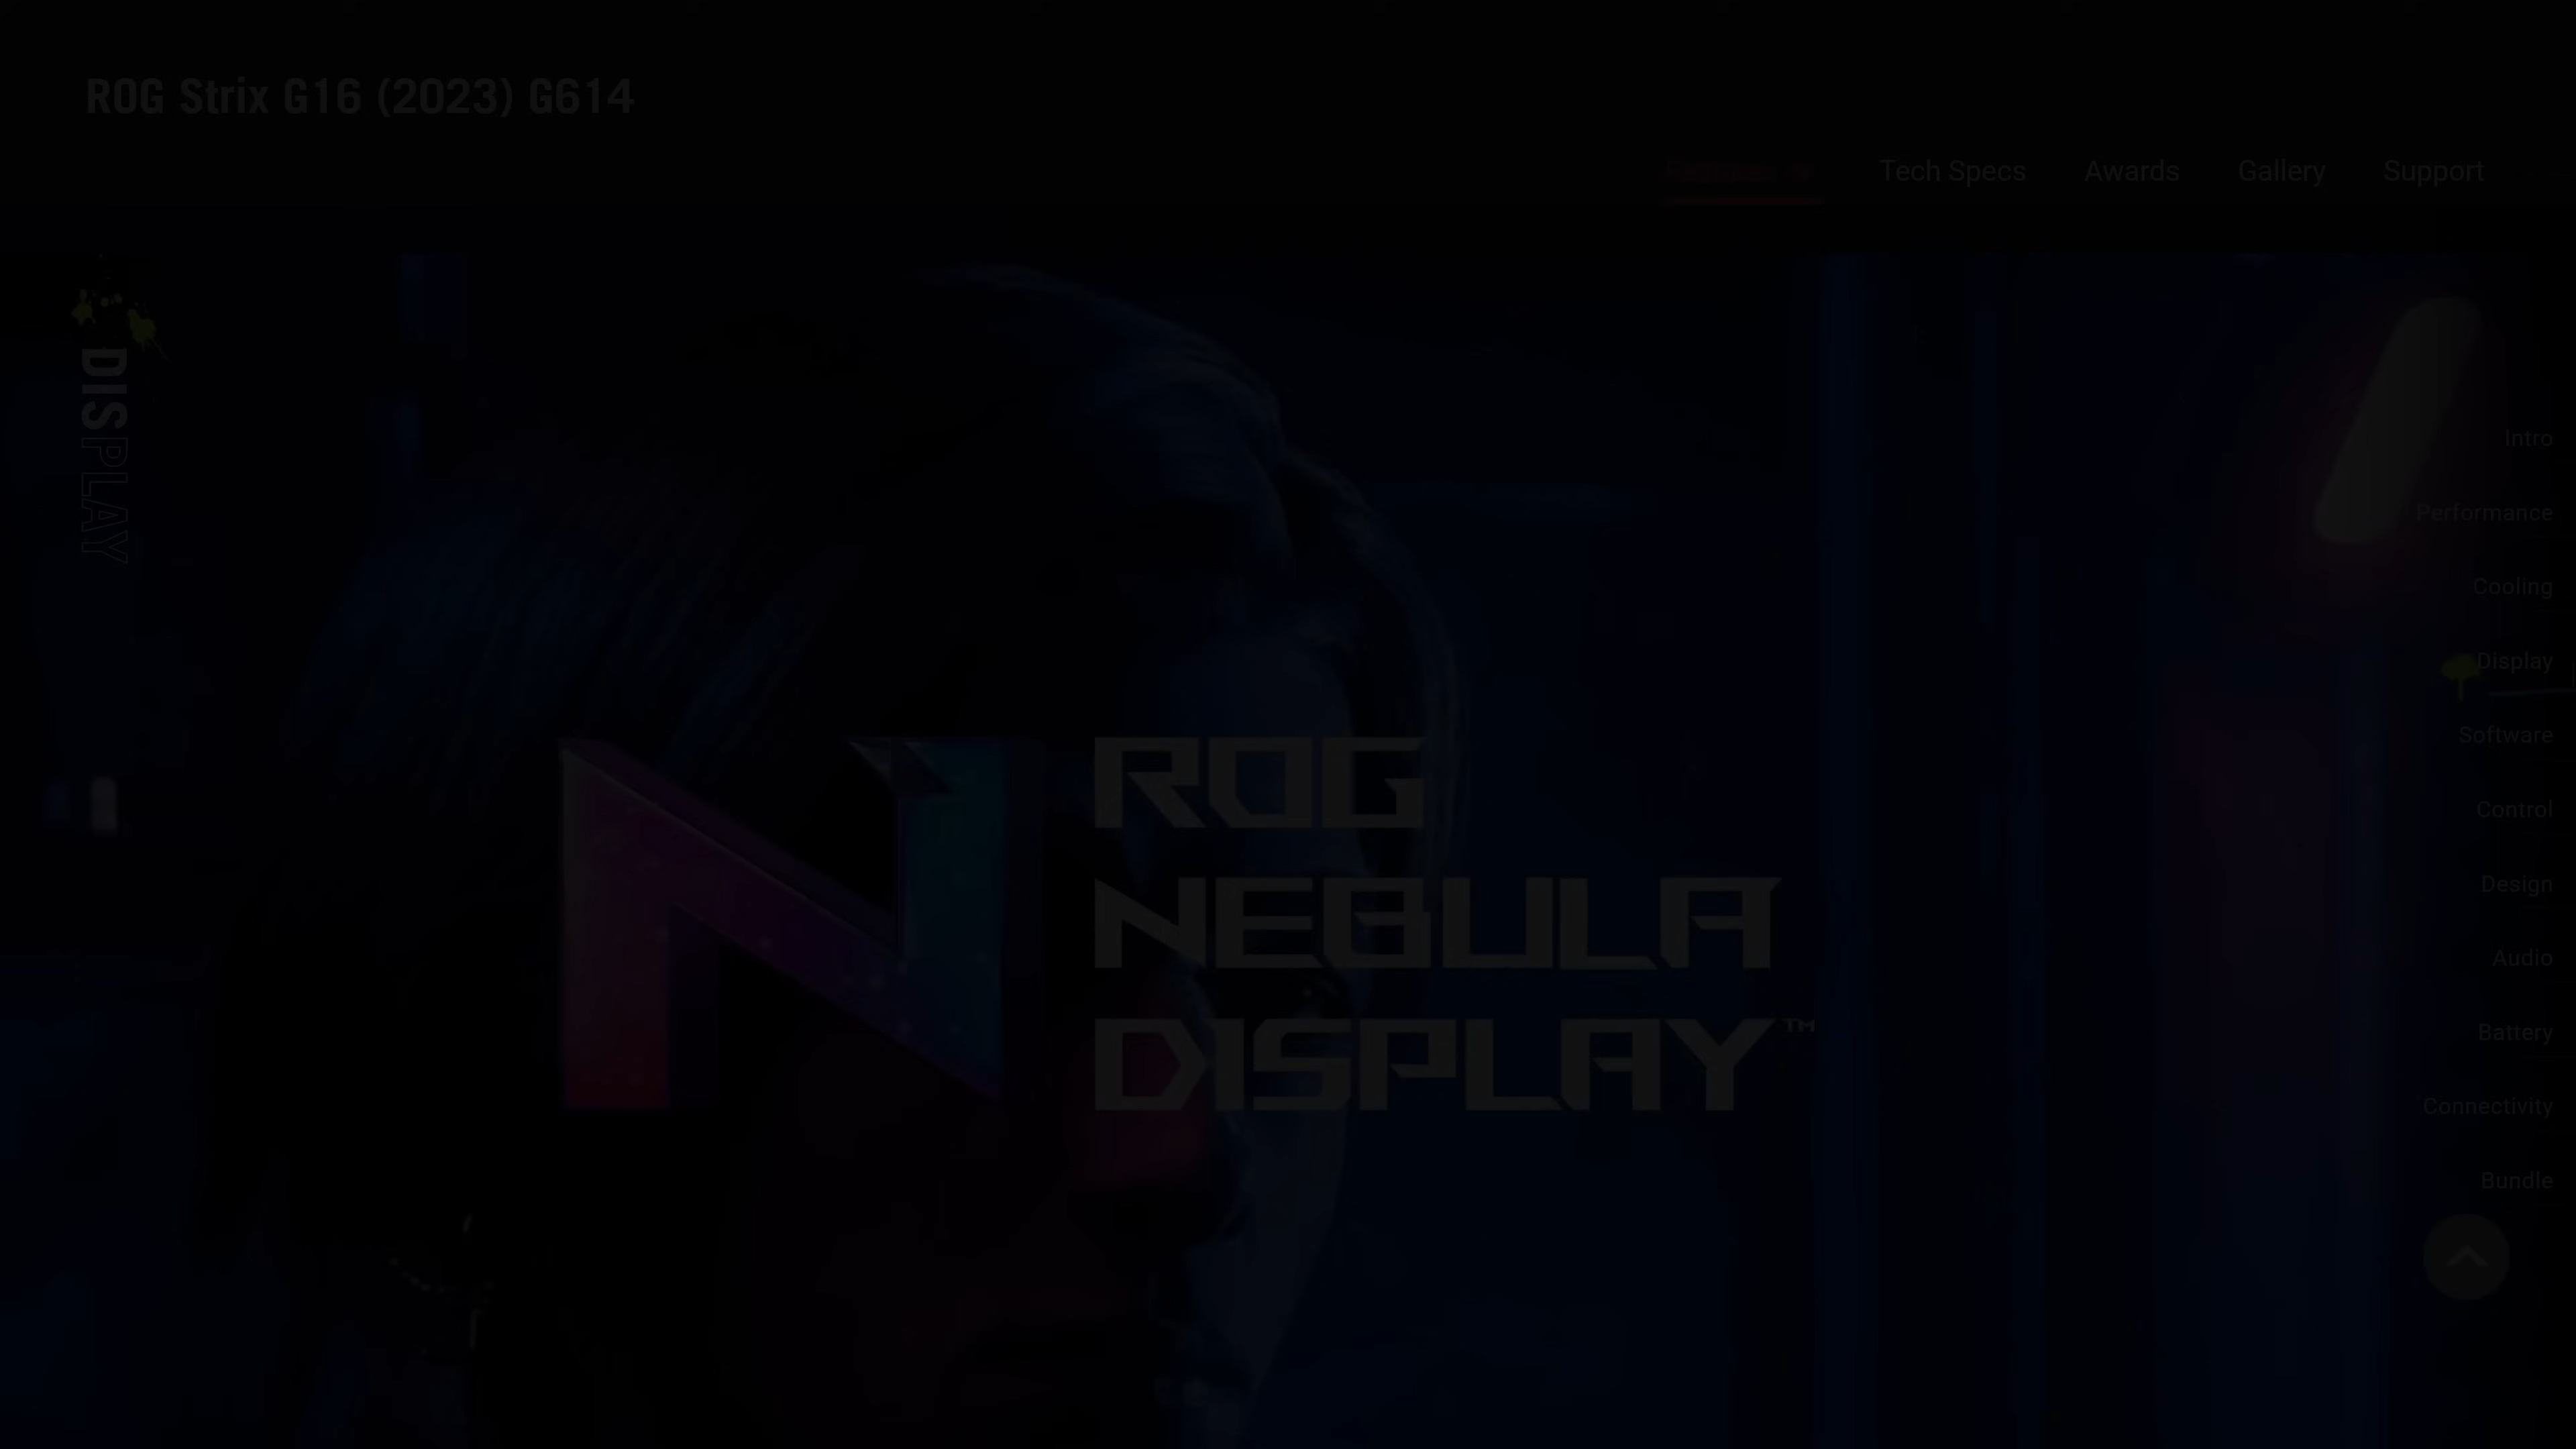 ROG Strix G16 (2023) G614
Tech Specs
Awards
Gallery
Support
DISPLAY
ROG
NEBULA
DISPLAY™
Intro
Performance
Cooling
Display
Software
Control
Design
Audio
Battery
Connectivity
Bundle